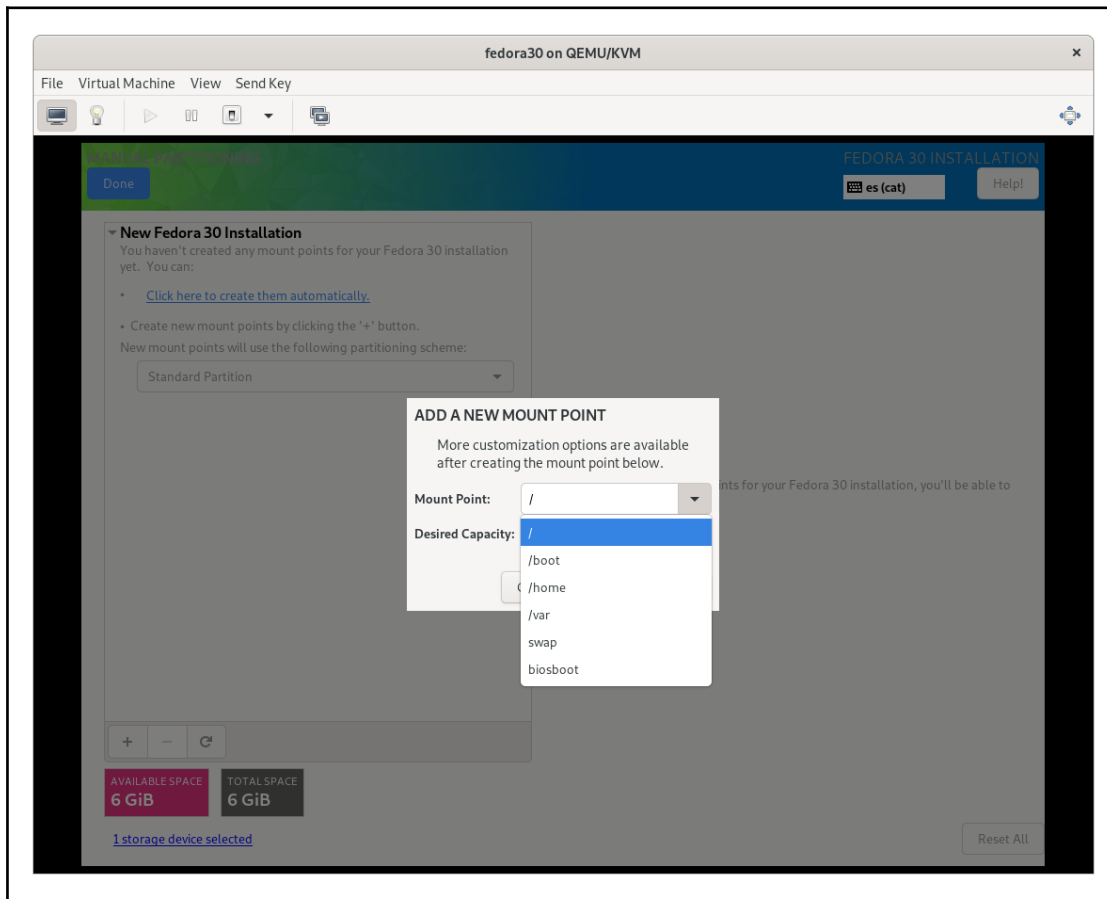 fedora30 on QEMU/KVM
File Virtual Machine View Send Key
MANUAL PARTITIONING
FEDORA 30 INSTALLATION
Done
es (cat)
Help!
New Fedora 30 Installation
You haven't created any mount points for your Fedora 30 installation
yet. You can:
• Click here to create them automatically.
• Create new mount points by clicking the '+' button.
New mount points will use the following partitioning scheme:
Standard Partition
ADD A NEW MOUNT POINT
More customization options are available
after creating the mount point below.
Mount Point: /
ints for your Fedora 30 installation, you'll be able to
Desired Capacity: /
/boot
/home
/var
swap
biosboot
AVAILABLE SPACE
6 GiB
TOTAL SPACE
6 GiB
1 storage device selected
Reset All